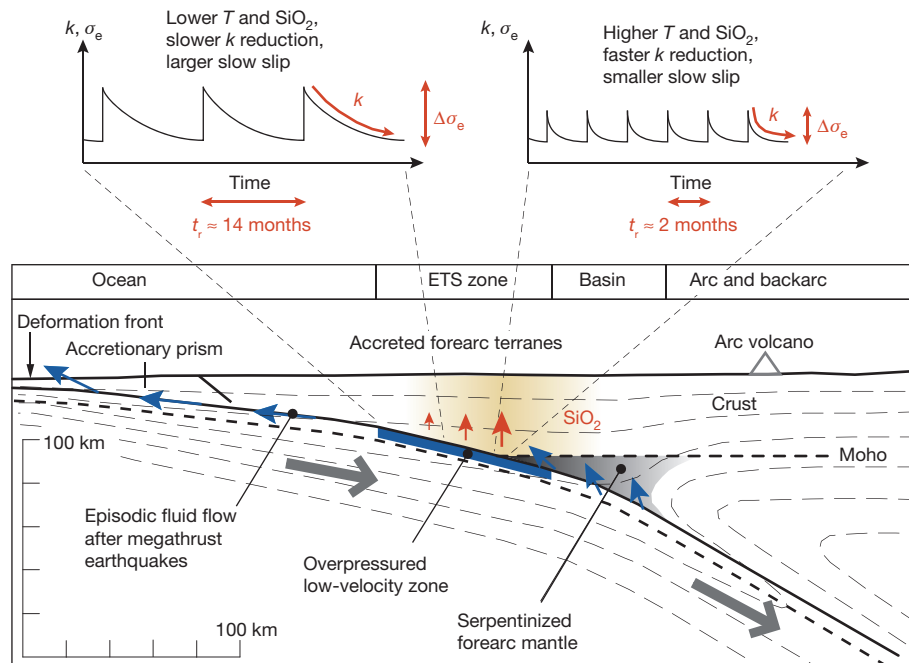 Lower T and SiO₂,
slower k reduction,
larger slow slip
k, σₑ
k
Δσₑ
Time
tᵣ ≈ 14 months
Higher T and SiO₂,
faster k reduction,
smaller slow slip
k, σₑ
k
Δσₑ
Time
tᵣ ≈ 2 months
Ocean
ETS zone
Basin
Arc and backarc
Deformation front
Accretionary prism
Accreted forearc terranes
Arc volcano
SiO₂
Crust
Moho
100 km
Episodic fluid flow
after megathrust
earthquakes
Overpressured
low-velocity zone
Serpentinized
forearc mantle
100 km